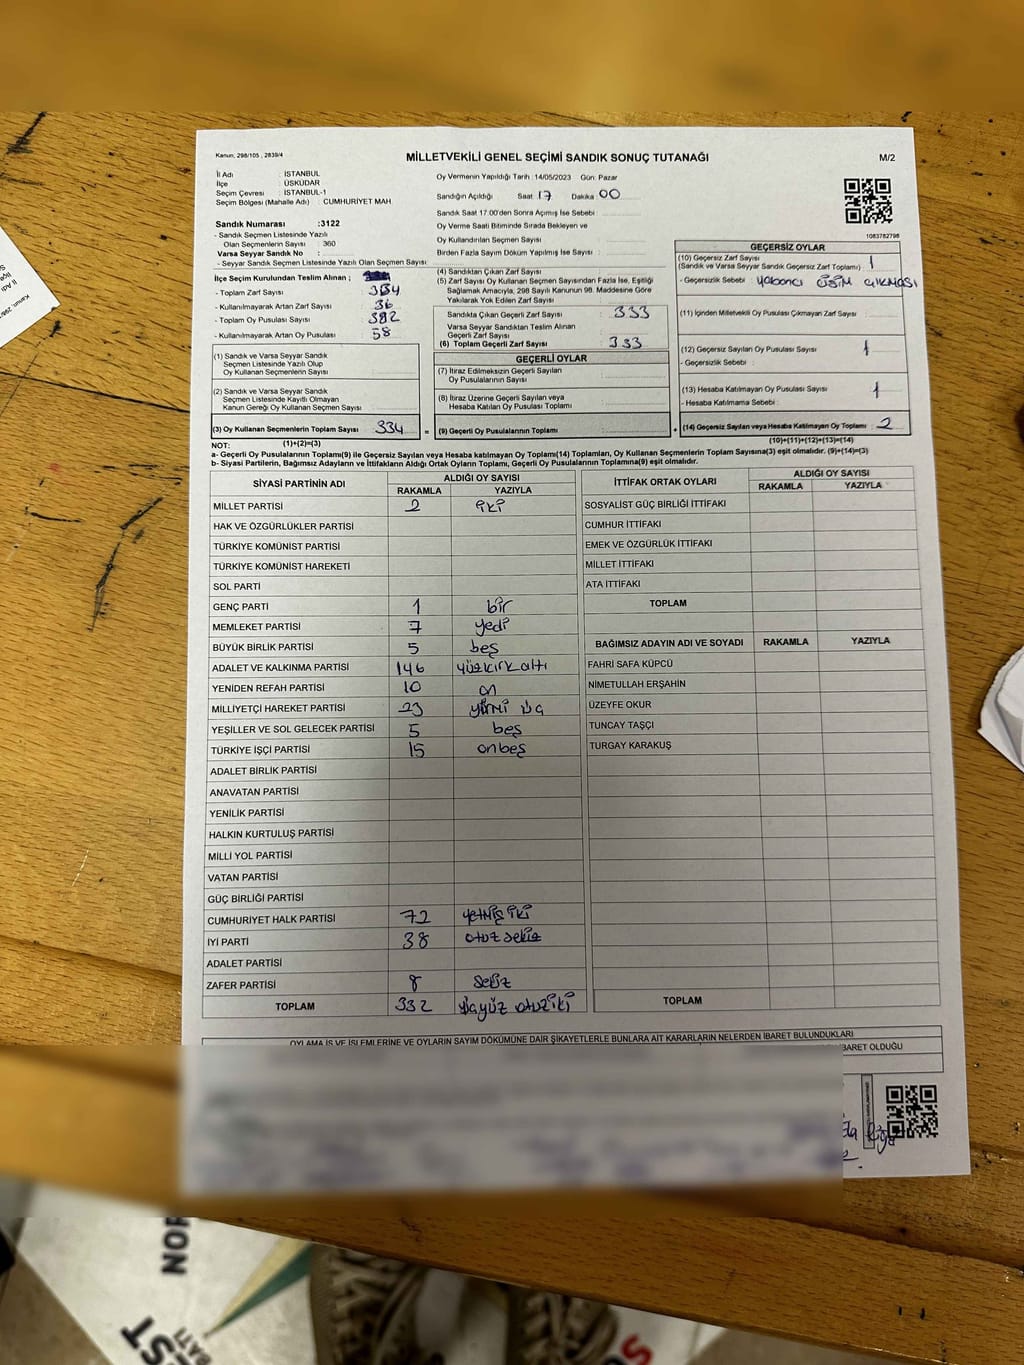 Kanun; 298/105 , 2839/4
MİLLETVEKİLİ GENEL SEÇİMİ SANDIK SONUÇ TUTANAĞI
M/2
İl Adı : İSTANBUL
İlçe : ÜSKÜDAR
Seçim Çevresi : İSTANBUL-1
Seçim Bölgesi (Mahalle Adı) : CUMHURİYET MAH.
Sandık Numarası :3122
- Sandık Seçmen Listesinde Yazılı
Olan Seçmenlerin Sayısı : 360
Varsa Seyyar Sandık No :
- Seyyar Sandık Seçmen Listesinde Yazılı Olan Seçmen Sayısı:
İlçe Seçim Kurulundan Teslim Alınan ;
- Toplam Zarf Sayısı :
- Kullanılmayarak Artan Zarf Sayısı : 36
- Toplam Oy Pusulası Sayısı : 392
- Kullanılmayarak Artan Oy Pusulası : 58
(1) Sandık ve Varsa Seyyar Sandık
Seçmen Listesinde Yazılı Olup
Oy Kullanan Seçmenlerin Sayısı :
(2) Sandık ve Varsa Seyyar Sandık
Seçmen Listesinde Kayıtlı Olmayan
Kanun Gereği Oy Kullanan Seçmen Sayısı :
(3) Oy Kullanan Seçmenlerin Toplam Sayısı : 334 =
Oy Vermenin Yapıldığı Tarih : 14/05/2023 Gün: Pazar
Sandığın Açıldığı Saat 17 Dakika 00
Sandık Saat 17.00'den Sonra Açılmış İse Sebebi :
Oy Verme Saati Bitiminde Sırada Bekleyen ve
Oy Kullandırılan Seçmen Sayısı :
Birden Fazla Sayım Döküm Yapılmış İse Sayısı :
(4) Sandıktan Çıkan Zarf Sayısı :
(5) Zarf Sayısı Oy Kullanan Seçmen Sayısından Fazla İse, Eşitliği
Sağlamak Amacıyla, 298 Sayılı Kanunun 98. Maddesine Göre
Yakılarak Yok Edilen Zarf Sayısı :
Sandıkta Çıkan Geçerli Zarf Sayısı : 333
Varsa Seyyar Sandıktan Teslim Alınan
Geçerli Zarf Sayısı :
(6) Toplam Geçerli Zarf Sayısı : 333
GEÇERLİ OYLAR
(7) İtiraz Edilmeksizin Geçerli Sayılan
Oy Pusulalarının Sayısı :
(8) İtiraz Üzerine Geçerli Sayılan veya
Hesaba Katılan Oy Pusulası Toplamı :
(9) Geçerli Oy Pusulalarının Toplamı : +
1083782798
GEÇERSİZ OYLAR
(10) Geçersiz Zarf Sayısı
(Sandık ve Varsa Seyyar Sandık Geçersiz Zarf Toplamı) : 1
- Geçersizlik Sebebi : yabancı isim çıkması
(11) İçinden Milletvekili Oy Pusulası Çıkmayan Zarf Sayısı :
(12) Geçersiz Sayılan Oy Pusulası Sayısı : 1
- Geçersizlik Sebebi :
(13) Hesaba Katılmayan Oy Pusulası Sayısı : 1
- Hesaba Katılmama Sebebi :
(14) Geçersiz Sayılan veya Hesaba Katılmayan Oy Toplamı : 2
NOT: (1)+(2)=(3) (10)+(11)+(12)+(13)=(14)
a- Geçerli Oy Pusulalarının Toplamı(9) ile Geçersiz Sayılan veya Hesaba katılmayan Oy Toplamı(14) Toplamları, Oy Kullanan Seçmenlerin Toplam Sayısına(3) eşit olmalıdır. (9)+(14)=(3)
b- Siyasi Partilerin, Bağımsız Adayların ve İttifakların Aldığı Ortak Oyların Toplamı, Geçerli Oy Pusulalarının Toplamına(9) eşit olmalıdır.
SİYASİ PARTİNİN ADI ALDIĞI OY SAYISI
RAKAMLA YAZIYLA
MİLLET PARTİSİ 2 iki
HAK VE ÖZGÜRLÜKLER PARTİSİ
TÜRKİYE KOMÜNİST PARTİSİ
TÜRKİYE KOMÜNİST HAREKETİ
SOL PARTİ
GENÇ PARTİ 1 bir
MEMLEKET PARTİSİ 7 yedi
BÜYÜK BİRLİK PARTİSİ 5 beş
ADALET VE KALKINMA PARTİSİ 146 yüzkırkaltı
YENİDEN REFAH PARTİSİ 10 on
MİLLİYETÇİ HAREKET PARTİSİ 23 yirmi üç
YEŞİLLER VE SOL GELECEK PARTİSİ 5 beş
TÜRKİYE İŞÇİ PARTİSİ 15 onbeş
ADALET BİRLİK PARTİSİ
ANAVATAN PARTİSİ
YENİLİK PARTİSİ
HALKIN KURTULUŞ PARTİSİ
MİLLİ YOL PARTİSİ
VATAN PARTİSİ
GÜÇ BİRLİĞİ PARTİSİ
CUMHURİYET HALK PARTİSİ 72 yetmiş iki
İYİ PARTİ 38 otuz sekiz
ADALET PARTİSİ
ZAFER PARTİSİ 8 sekiz
TOPLAM 332 üçyüz otuziki
İTTİFAK ORTAK OYLARI ALDIĞI OY SAYISI
RAKAMLA YAZIYLA
SOSYALİST GÜÇ BİRLİĞİ İTTİFAKI
CUMHUR İTTİFAKI
EMEK VE ÖZGÜRLÜK İTTİFAKI
MİLLET İTTİFAKI
ATA İTTİFAKI
TOPLAM
BAĞIMSIZ ADAYIN ADI VE SOYADI RAKAMLA YAZIYLA
FAHRİ SAFA KÜPCÜ
NİMETULLAH ERŞAHİN
ÜZEYFE OKUR
TUNCAY TAŞÇI
TURGAY KARAKUŞ
TOPLAM
OYLAMA İŞ VE İŞLEMLERİNE VE OYLARIN SAYIM DÖKÜMÜNE DAİR ŞİKAYETLERLE BUNLARA AİT KARARLARIN NELERDEN İBARET BULUNDUKLARI
BARET OLDUĞU
NOR
EST
BATI